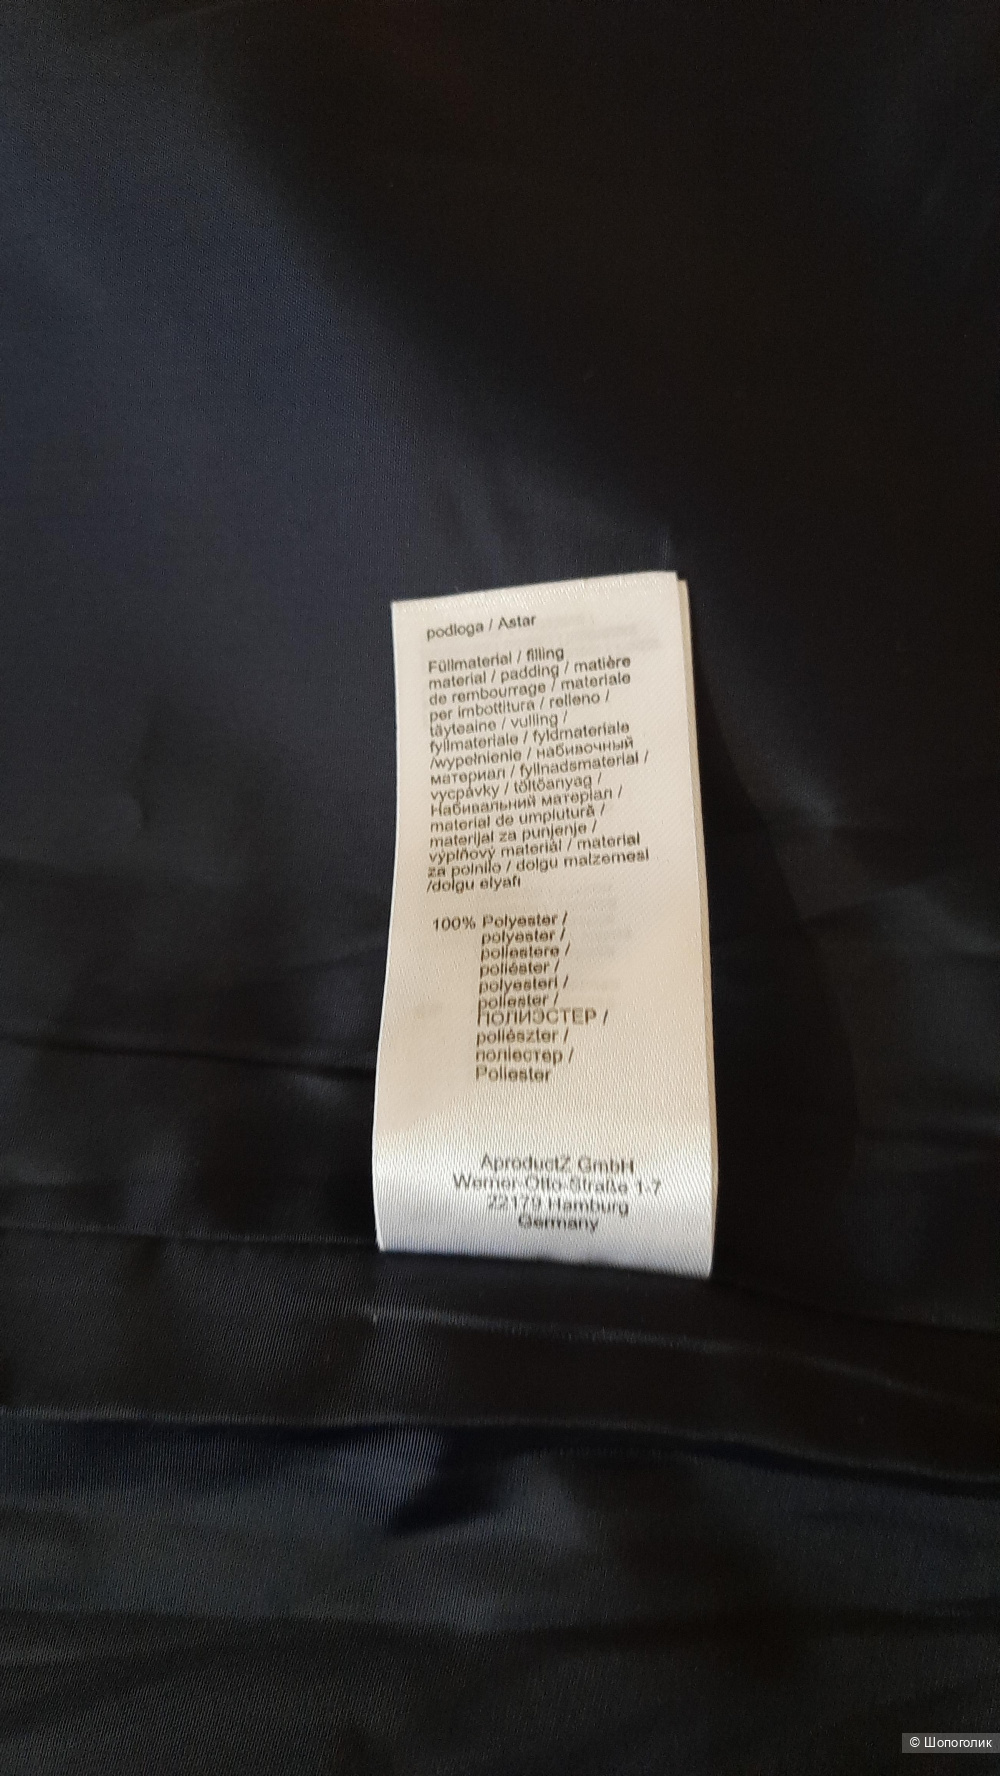 podloga / Astar
Füllmaterial / filling
material / padding / matière
de rembourrage / materiale
per imbottitura / relleno /
täyteaine / vulling /
fyllmateriale / fyldmateriale
/wypełnienie / набивочный
материал / fyllnadsmaterial /
vycpávky / töltőanyag /
Набивальний матеріал /
material de umplutură /
materijal za punjenje /
výplňový materiál / material
za polnilo / dolgu malzemesi
/dolgu elyafı
100% Polyester /
polyester /
poliestere /
poliéster /
polyesteri /
poliester /
ПОЛИЭСТЕР /
poliészter /
поліестер /
Poliester
AproductZ GmbH
Werner-Otto-Straße 1-7
22179 Hamburg
Germany
© Шопоголик